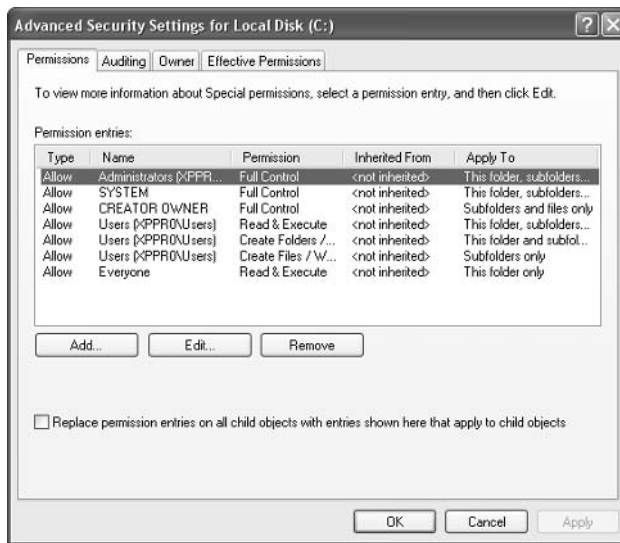 Advanced Security Settings for Local Disk (C:)
Permissions Auditing Owner Effective Permissions
To view more information about Special permissions, select a permission entry, and then click Edit.
Permission entries:
Type Name Permission Inherited From Apply To
Allow Administrators (XPPR... Full Control <not inherited> This folder, subfolders...
Allow SYSTEM Full Control <not inherited> This folder, subfolders...
Allow CREATOR OWNER Full Control <not inherited> Subfolders and files only
Allow Users (XPPR0\Users) Read & Execute <not inherited> This folder, subfolders...
Allow Users (XPPR0\Users) Create Folders /... <not inherited> This folder and subfol...
Allow Users (XPPR0\Users) Create Files / W... <not inherited> Subfolders only
Allow Everyone Read & Execute <not inherited> This folder only
Add... Edit... Remove
Replace permission entries on all child objects with entries shown here that apply to child objects
OK Cancel Apply